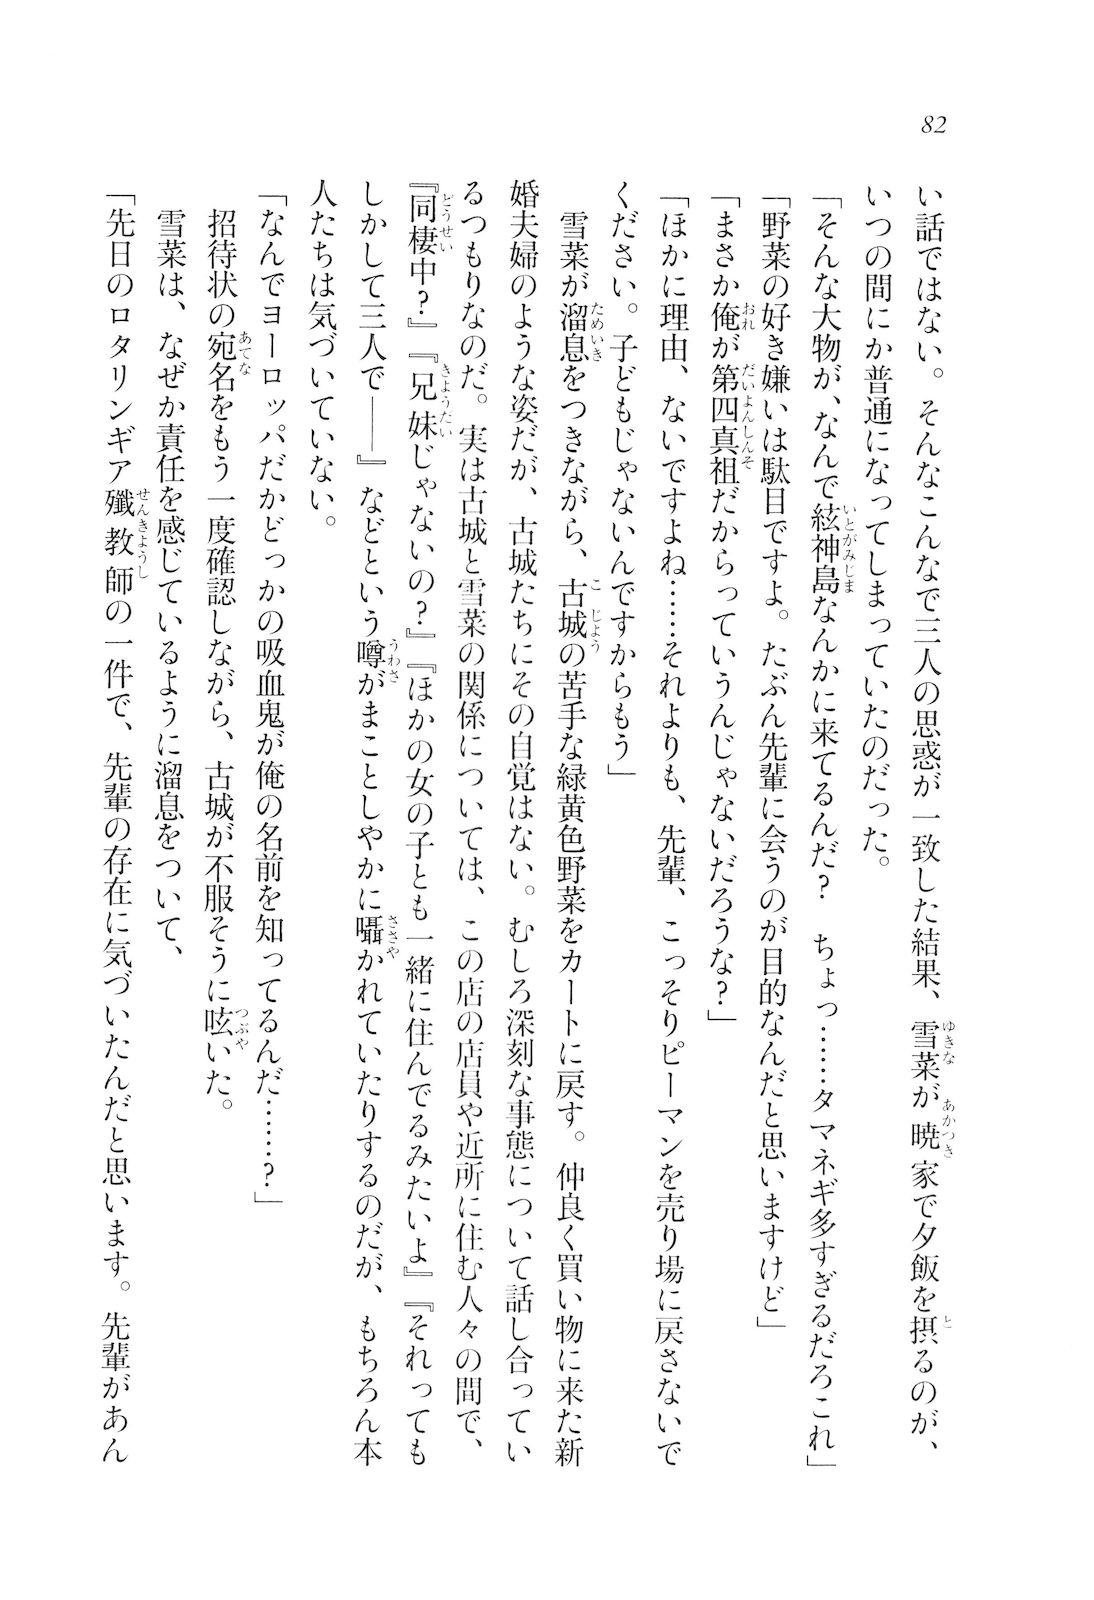 82
い話ではない。そんなこんなで三人の思惑が一致した結果、雪菜が暁家で夕飯を摂るのが、
いつの間にか普通になってしまっていたのだった。
「そんな大物が、なんで絃神島なんかに来てるんだ？　ちょっ……タマネギ多すぎるだろこれ」
「野菜の好き嫌いは駄目ですよ。たぶん先輩に会うのが目的なんだと思いますけど」
「まさか俺が第四真祖だからっていうんじゃないだろうな？」
「ほかに理由、ないですよね……それよりも、先輩、こっそりピーマンを売り場に戻さないで
ください。子どもじゃないんですからもう」
　雪菜が溜息をつきながら、古城の苦手な緑黄色野菜をカートに戻す。仲良く買い物に来た新
婚夫婦のような姿だが、古城たちにその自覚はない。むしろ深刻な事態について話し合ってい
るつもりなのだ。実は古城と雪菜の関係については、この店の店員や近所に住む人々の間で、
『同棲中？』『兄妹じゃないの？』『ほかの女の子とも一緒に住んでるみたいよ』『それっても
しかして三人で――』などという噂がまことしやかに囁かれていたりするのだが、もちろん本
人たちは気づいていない。
「なんでヨーロッパだかどっかの吸血鬼が俺の名前を知ってるんだ……？」
　招待状の宛名をもう一度確認しながら、古城が不服そうに呟いた。
　雪菜は、なぜか責任を感じているように溜息をついて、
「先日のロタリンギア殲教師の一件で、先輩の存在に気づいたんだと思います。先輩があん